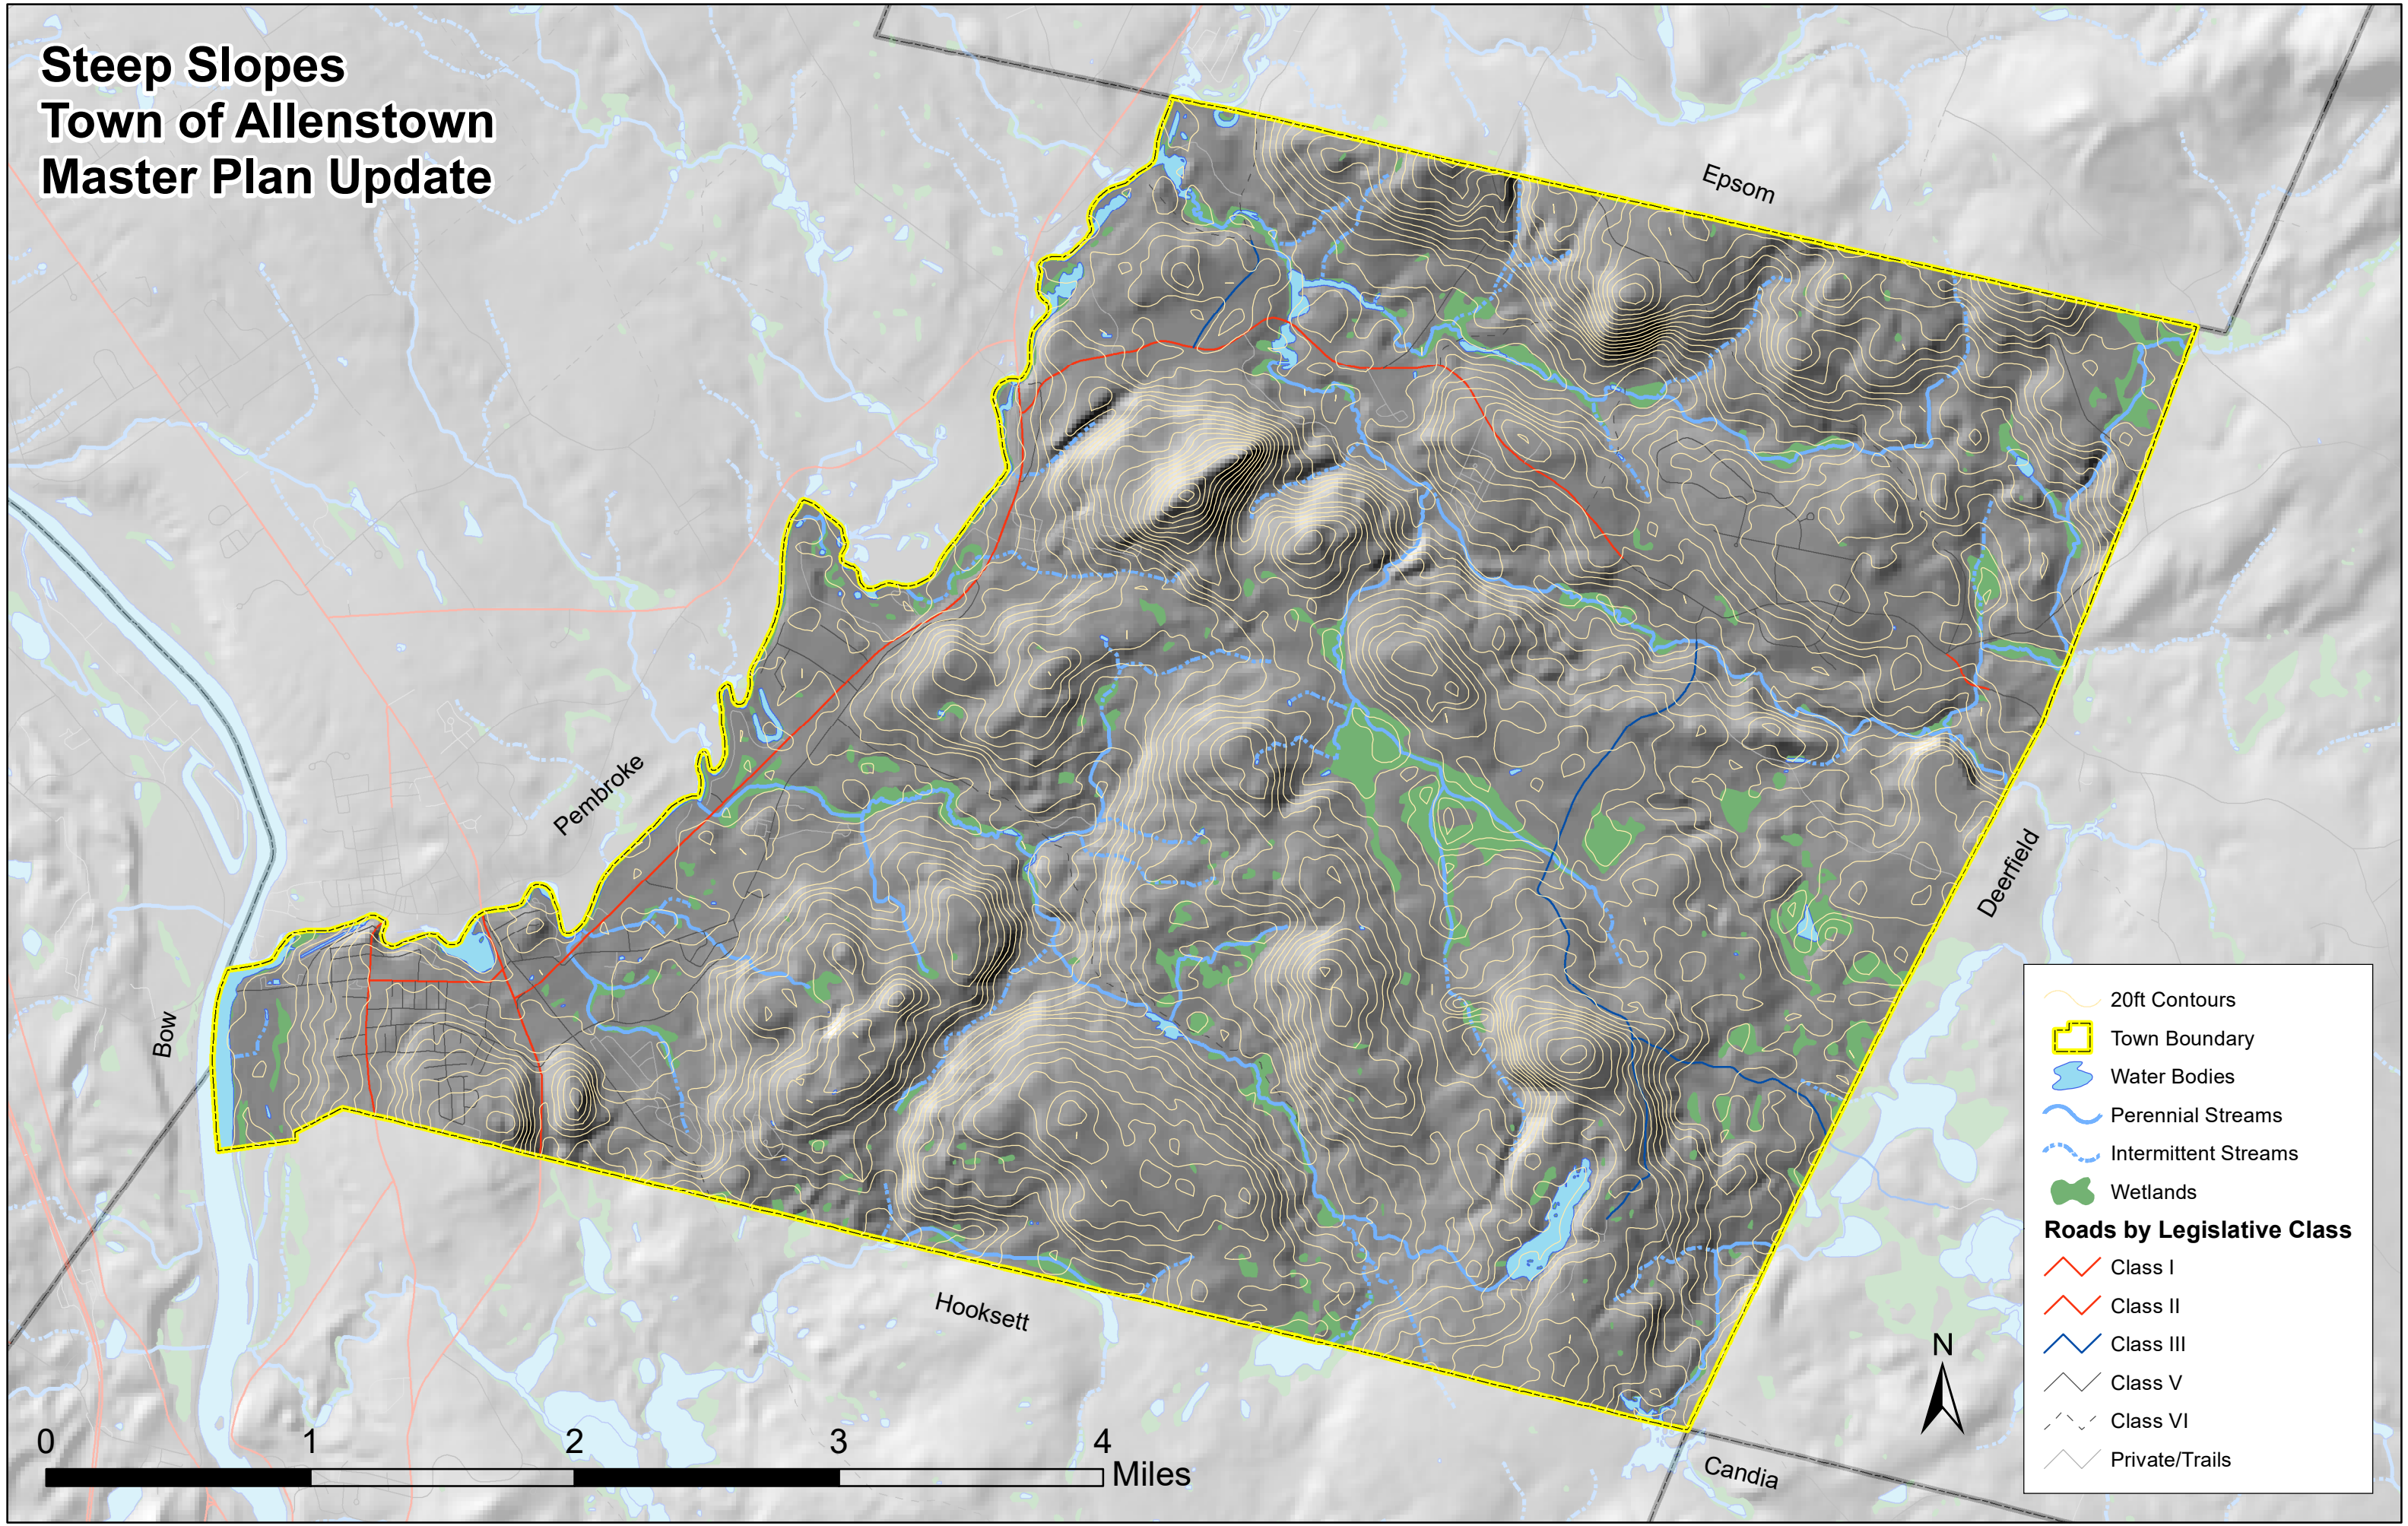 Steep Slopes
Town of Allenstown
Master Plan Update
Epsom
Pembroke
Deerfield
Bow
Hooksett
Candia
20ft Contours
Town Boundary
Water Bodies
Perennial Streams
Intermittent Streams
Wetlands
Roads by Legislative Class
Class I
Class II
Class III
Class V
Class VI
Private/Trails
N
0 1 2 3 4
Miles